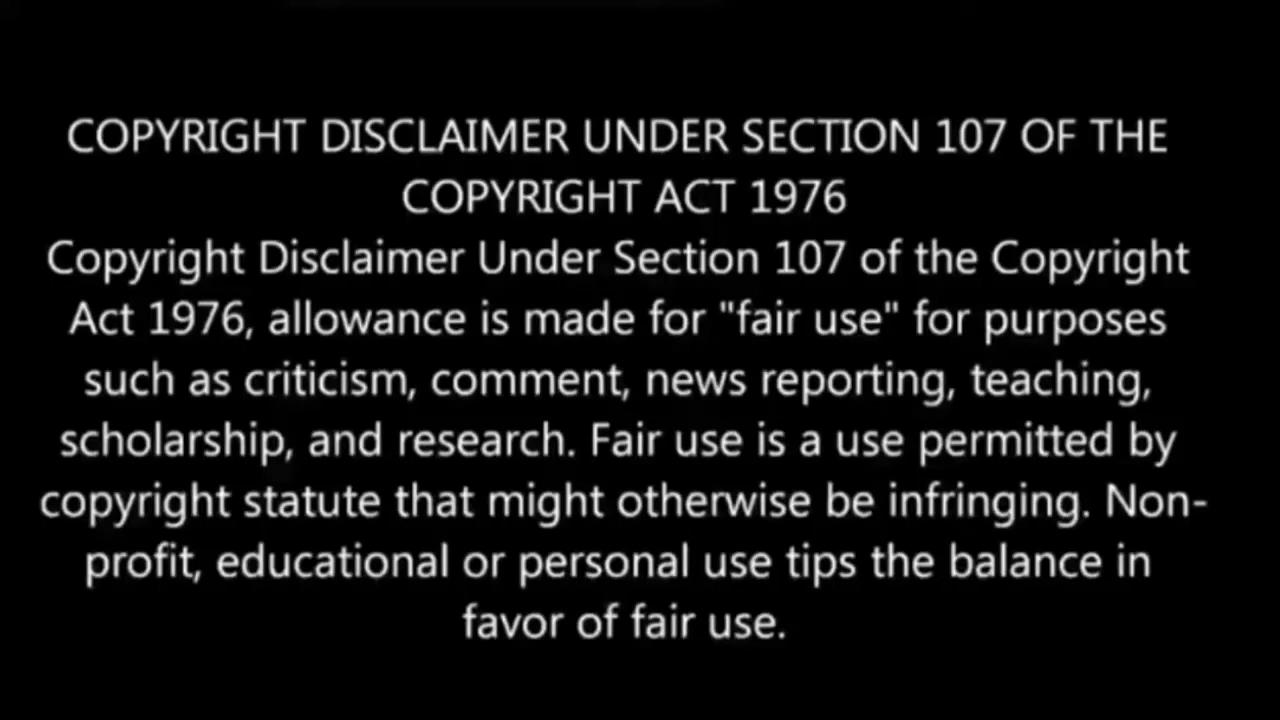 COPYRIGHT DISCLAIMER UNDER SECTION 107 OF THE
COPYRIGHT ACT 1976
Copyright Disclaimer Under Section 107 of the Copyright
Act 1976, allowance is made for "fair use" for purposes
such as criticism, comment, news reporting, teaching,
scholarship, and research. Fair use is a use permitted by
copyright statute that might otherwise be infringing. Non-
profit, educational or personal use tips the balance in
favor of fair use.